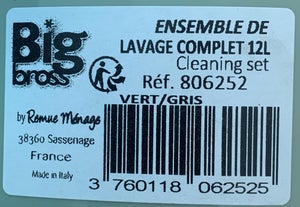 Big
bross
ENSEMBLE DE
LAVAGE COMPLET 12L
Cleaning set
Réf. 806252
VERT/GRIS
by Remue Ménage
38360 Sassenage
France
Made in Italy
3 760118 062525